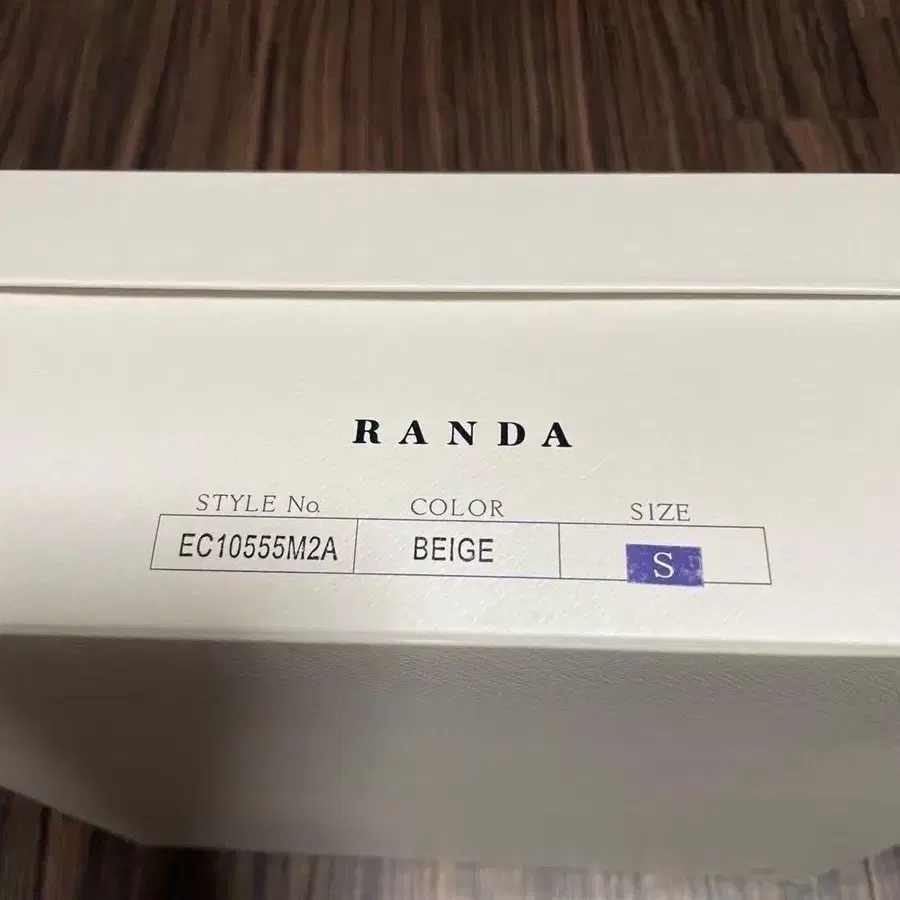 RANDA
STYLE No. COLOR SIZE
EC10555M2A BEIGE S